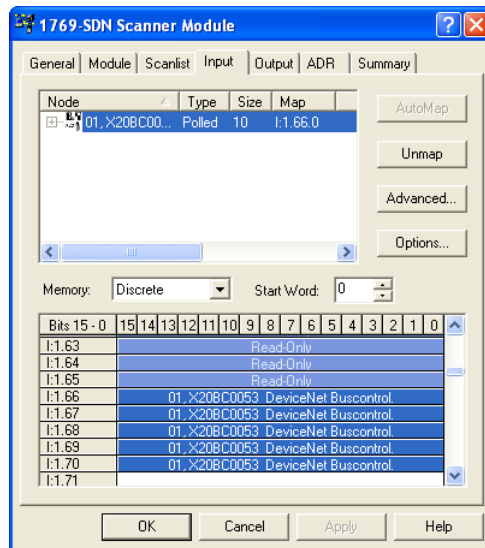 1769-SDN Scanner Module
General Module Scanlist Input Output ADR Summary
Node Type Size Map
01, X20BC00... Polled 10 I:1.66.0
AutoMap
Unmap
Advanced...
Options...
Memory: Discrete Start Word: 0
Bits 15 - 0 15 14 13 12 11 10 9 8 7 6 5 4 3 2 1 0
I:1.63 Read-Only
I:1.64 Read-Only
I:1.65 Read-Only
I:1.66 01, X20BC0053 DeviceNet Buscontrol.
I:1.67 01, X20BC0053 DeviceNet Buscontrol.
I:1.68 01, X20BC0053 DeviceNet Buscontrol.
I:1.69 01, X20BC0053 DeviceNet Buscontrol.
I:1.70 01, X20BC0053 DeviceNet Buscontrol.
I:1.71
OK Cancel Apply Help